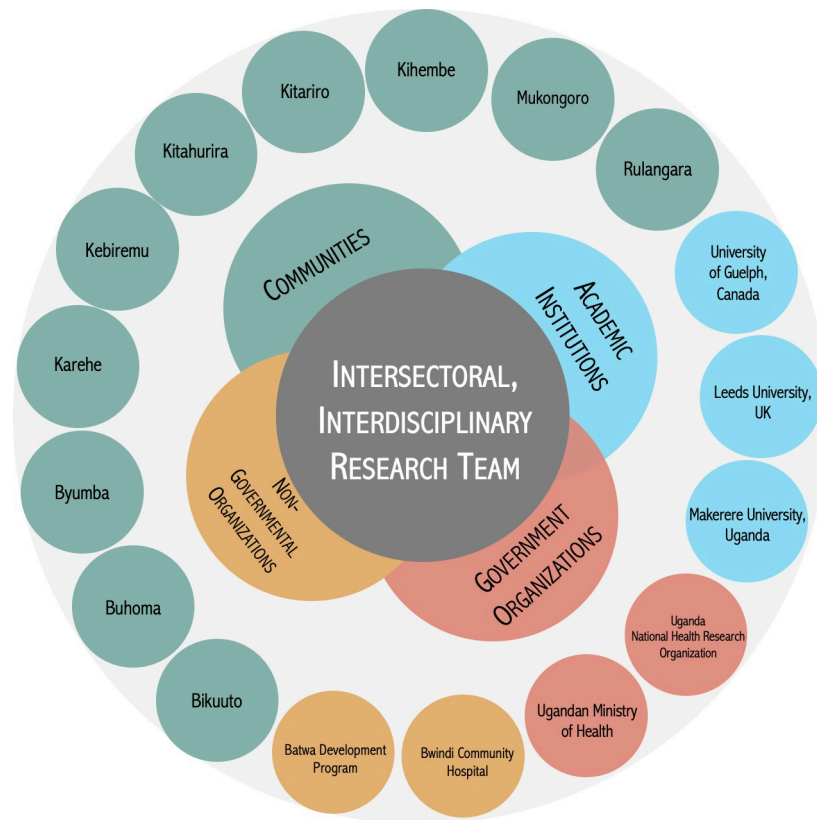 Kihembe
Kitariro
Mukongoro
Kitahurira
Rulangara
Kebiremu
University
of Guelph,
Canada
Karehe
Leeds University,
UK
Byumba
Makerere University,
Uganda
Buhoma
Uganda
National Health Research
Organization
Bikuuto
Ugandan Ministry
of Health
Batwa Development
Program
Bwindi Community
Hospital
COMMUNITIES
ACADEMIC
INSTITUTIONS
NON-
GOVERNMENTAL
ORGANIZATIONS
GOVERNMENT
ORGANIZATIONS
INTERSECTORAL,
INTERDISCIPLINARY
RESEARCH TEAM